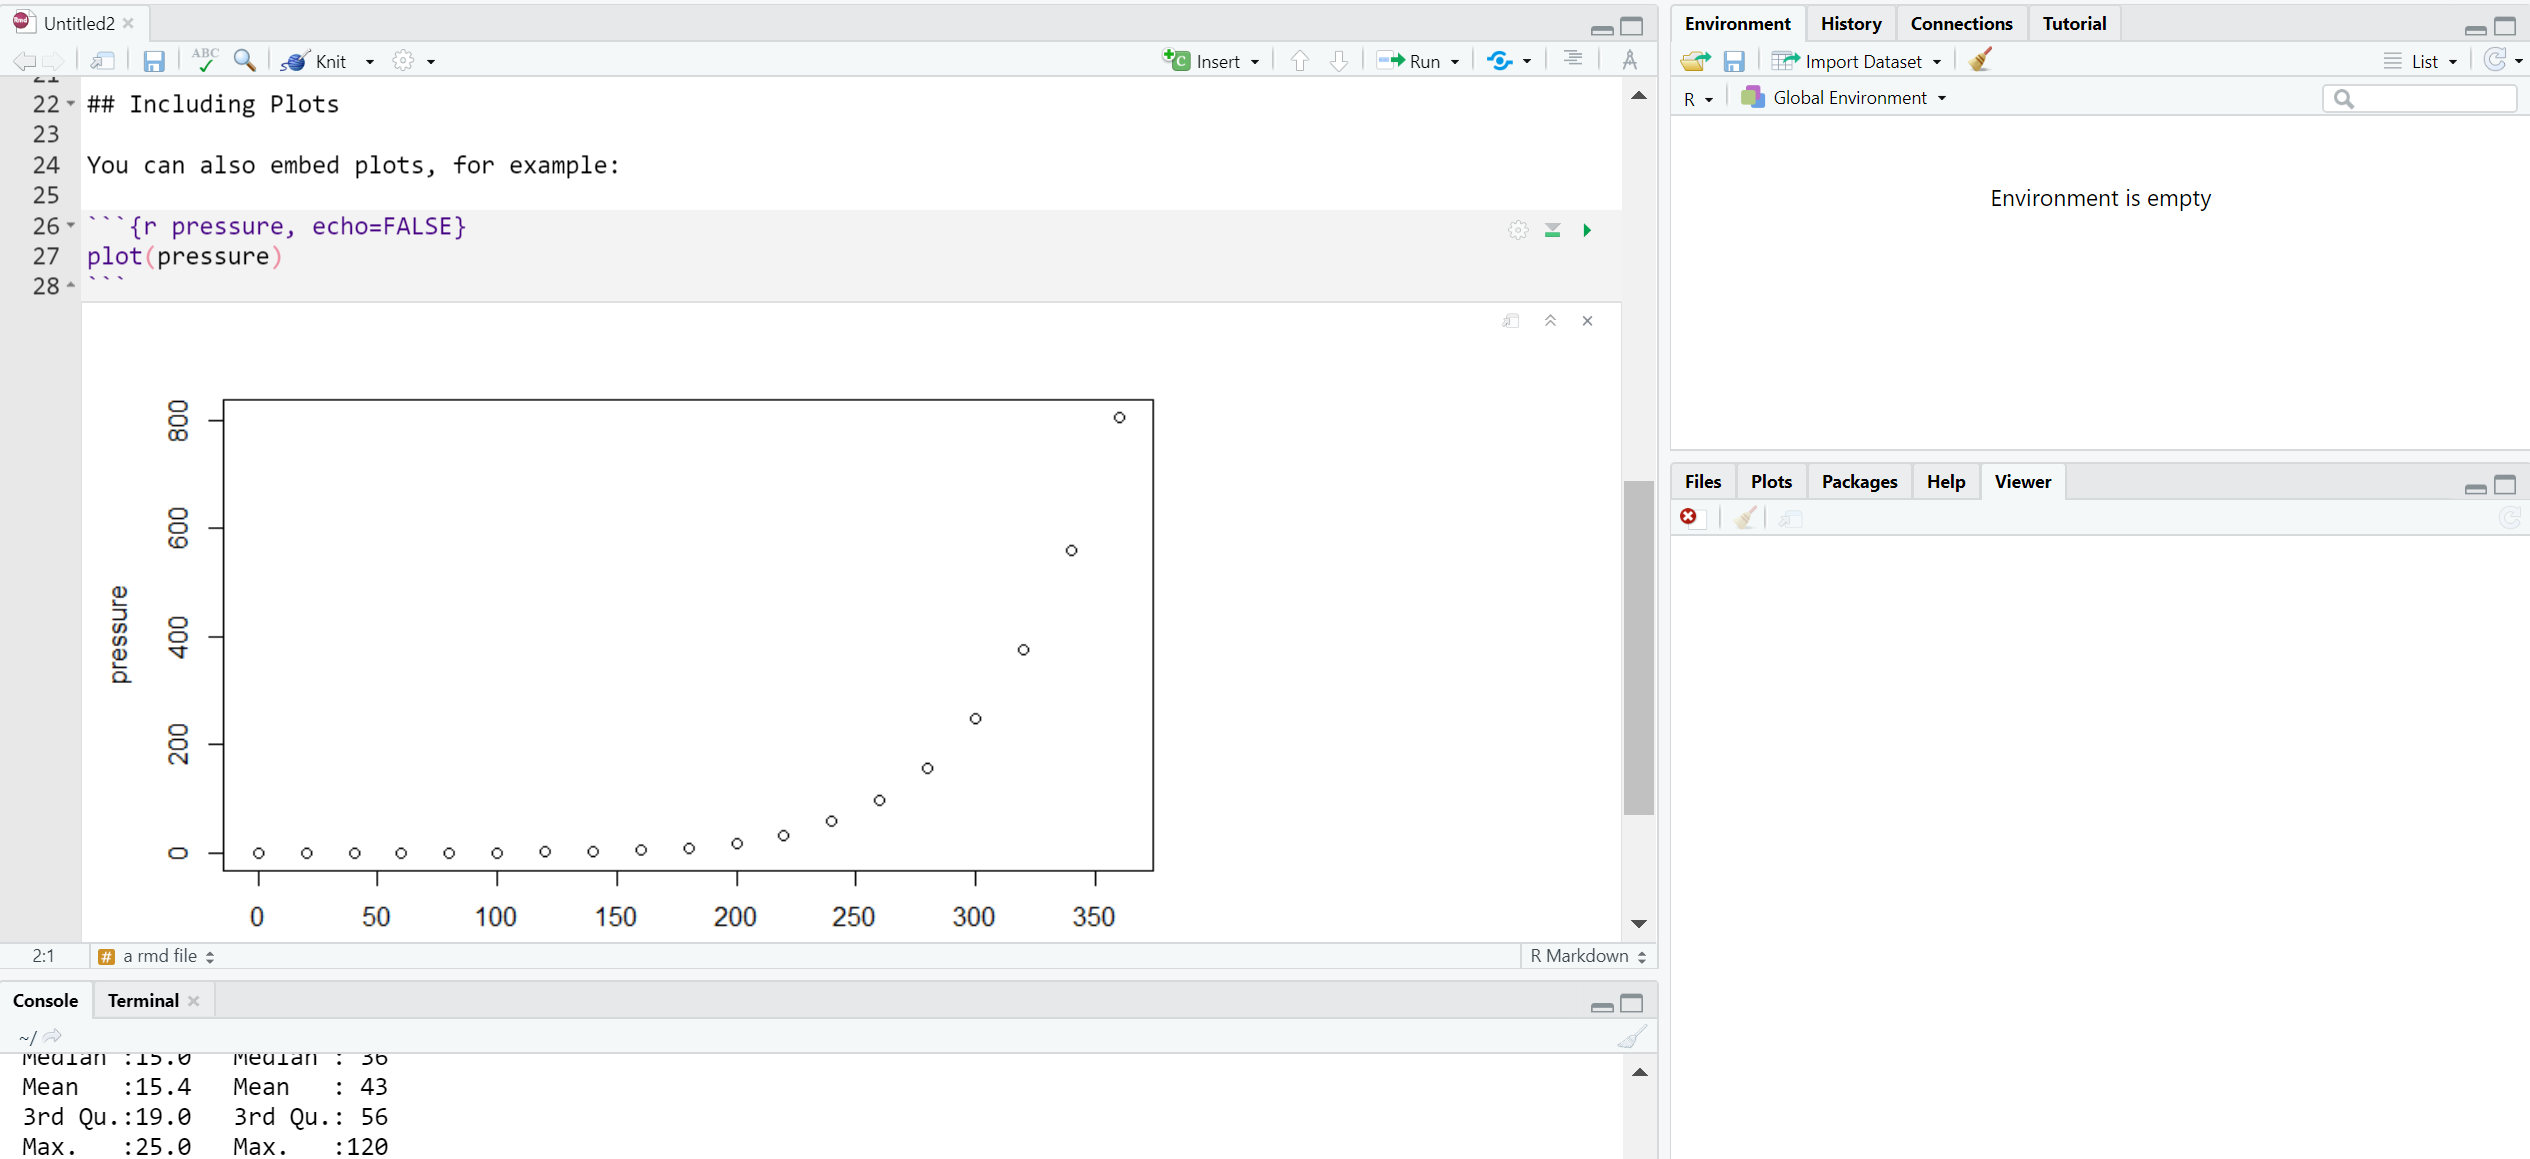 Untitled2
ABC
Knit
Insert
Run
22 ## Including Plots
23
24 You can also embed plots, for example:
25
26 ```{r pressure, echo=FALSE}
27 plot(pressure)
28 ```
800
600
400
200
0
pressure
0 50 100 150 200 250 300 350
2:1 # a rmd file R Markdown
Console Terminal
~/
Median :15.0 Median : 36
Mean :15.4 Mean : 43
3rd Qu.:19.0 3rd Qu.: 56
Max. :25.0 Max. :120
Environment History Connections Tutorial
Import Dataset List
R Global Environment
Environment is empty
Files Plots Packages Help Viewer